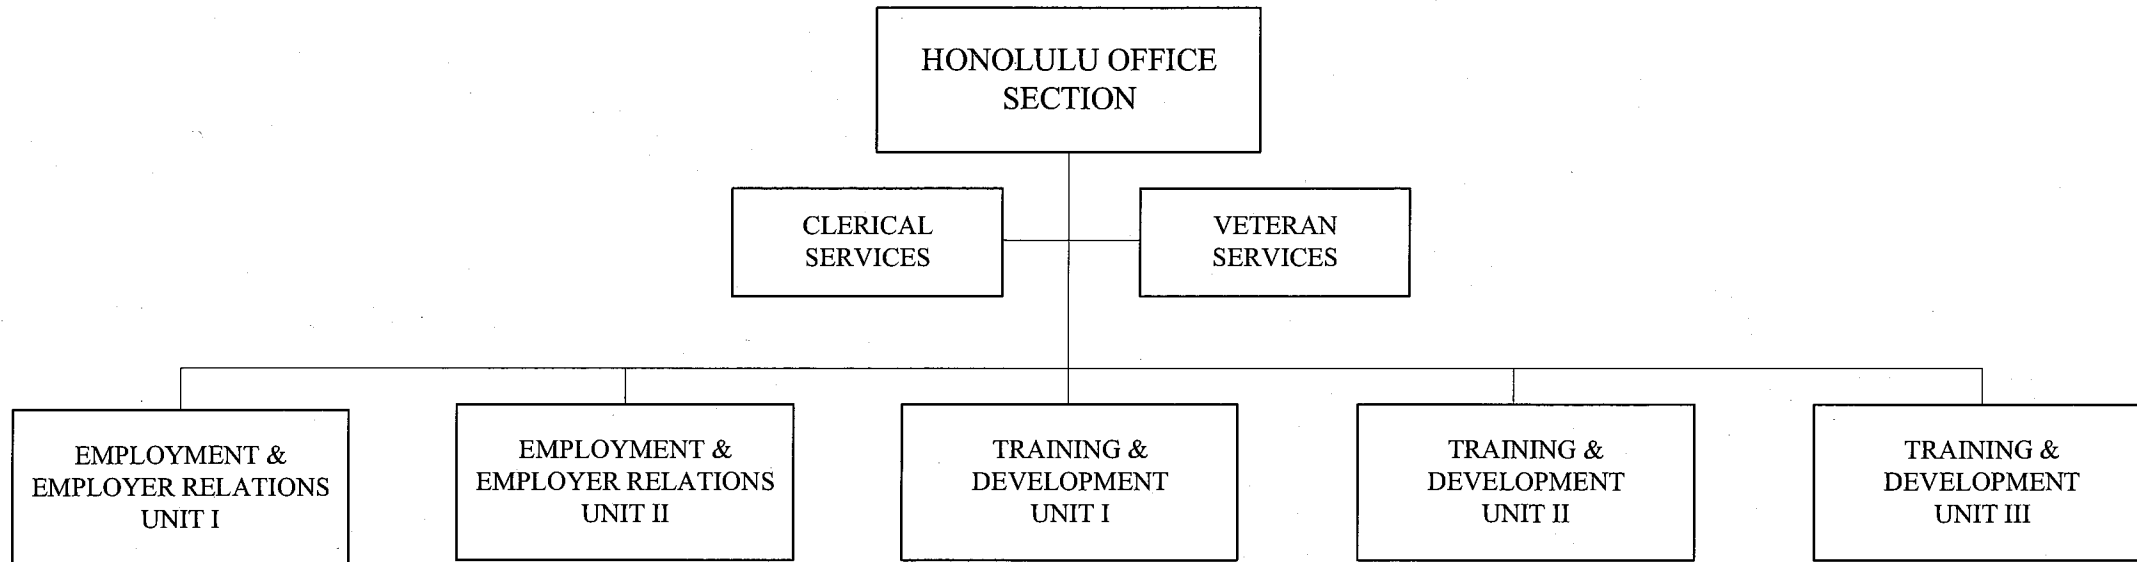 HONOLULU OFFICE
SECTION
CLERICAL
SERVICES
VETERAN
SERVICES
EMPLOYMENT &
EMPLOYER RELATIONS
UNIT I
EMPLOYMENT &
EMPLOYER RELATIONS
UNIT II
TRAINING &
DEVELOPMENT
UNIT I
TRAINING &
DEVELOPMENT
UNIT II
TRAINING &
DEVELOPMENT
UNIT III